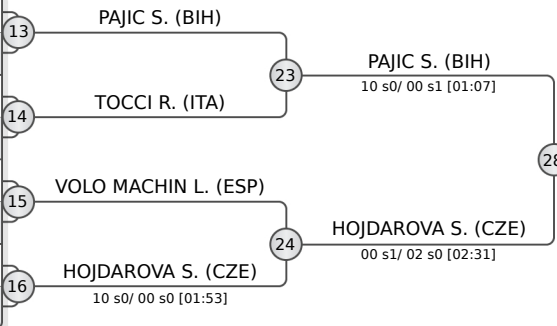 PAJIC S. (BIH)
13
PAJIC S. (BIH)
23
10 s0/ 00 s1 [01:07]
TOCCI R. (ITA)
14
28
VOLO MACHIN L. (ESP)
15
HOJDAROVA S. (CZE)
24
00 s1/ 02 s0 [02:31]
HOJDAROVA S. (CZE)
16
10 s0/ 00 s0 [01:53]